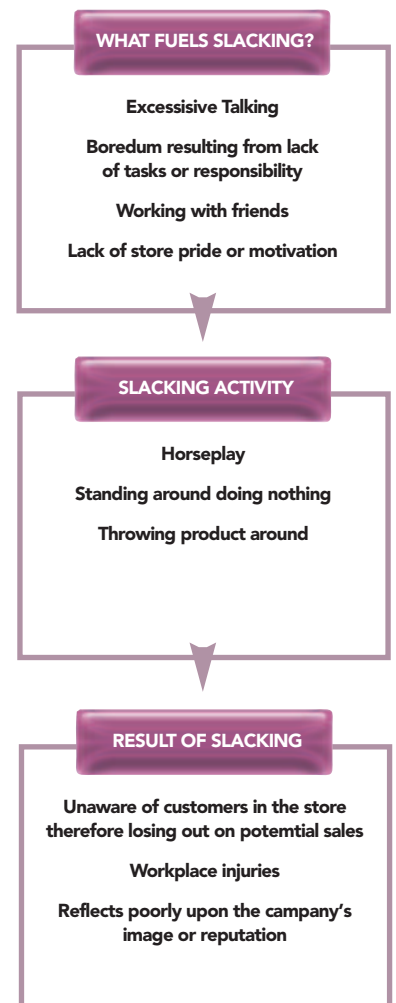 WHAT FUELS SLACKING?
Excessisive Talking
Boredum resulting from lack
of tasks or responsibility
Working with friends
Lack of store pride or motivation
SLACKING ACTIVITY
Horseplay
Standing around doing nothing
Throwing product around
RESULT OF SLACKING
Unaware of customers in the store
therefore losing out on potemtial sales
Workplace injuries
Reflects poorly upon the campany's
image or reputation